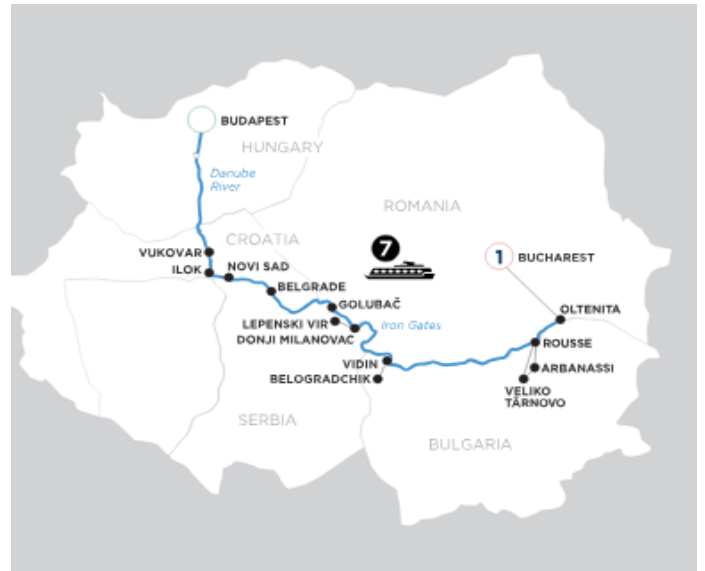 BUDAPEST
HUNGARY
Danube
River
ROMANIA
CROATIA
VUKOVAR
ILOK
NOVI SAD
7
1
BUCHAREST
BELGRADE
GOLUBAČ
OLTENITA
LEPENSKI VIR
Iron Gates
DONJI MILANOVAC
ROUSSE
VIDIN
ARBANASSI
BELOGRADCHIK
VELIKO
TÂRNOVO
SERBIA
BULGARIA